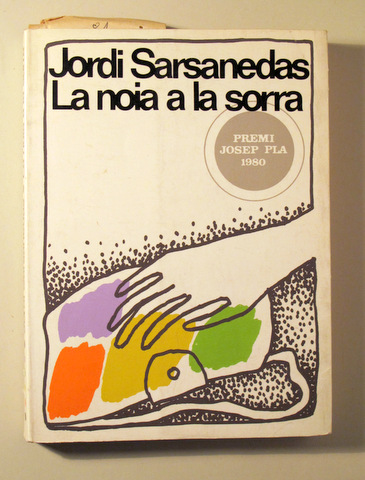 Jordi Sarsanedas
La noia a la sorra
PREMI
JOSEP PLA
1980